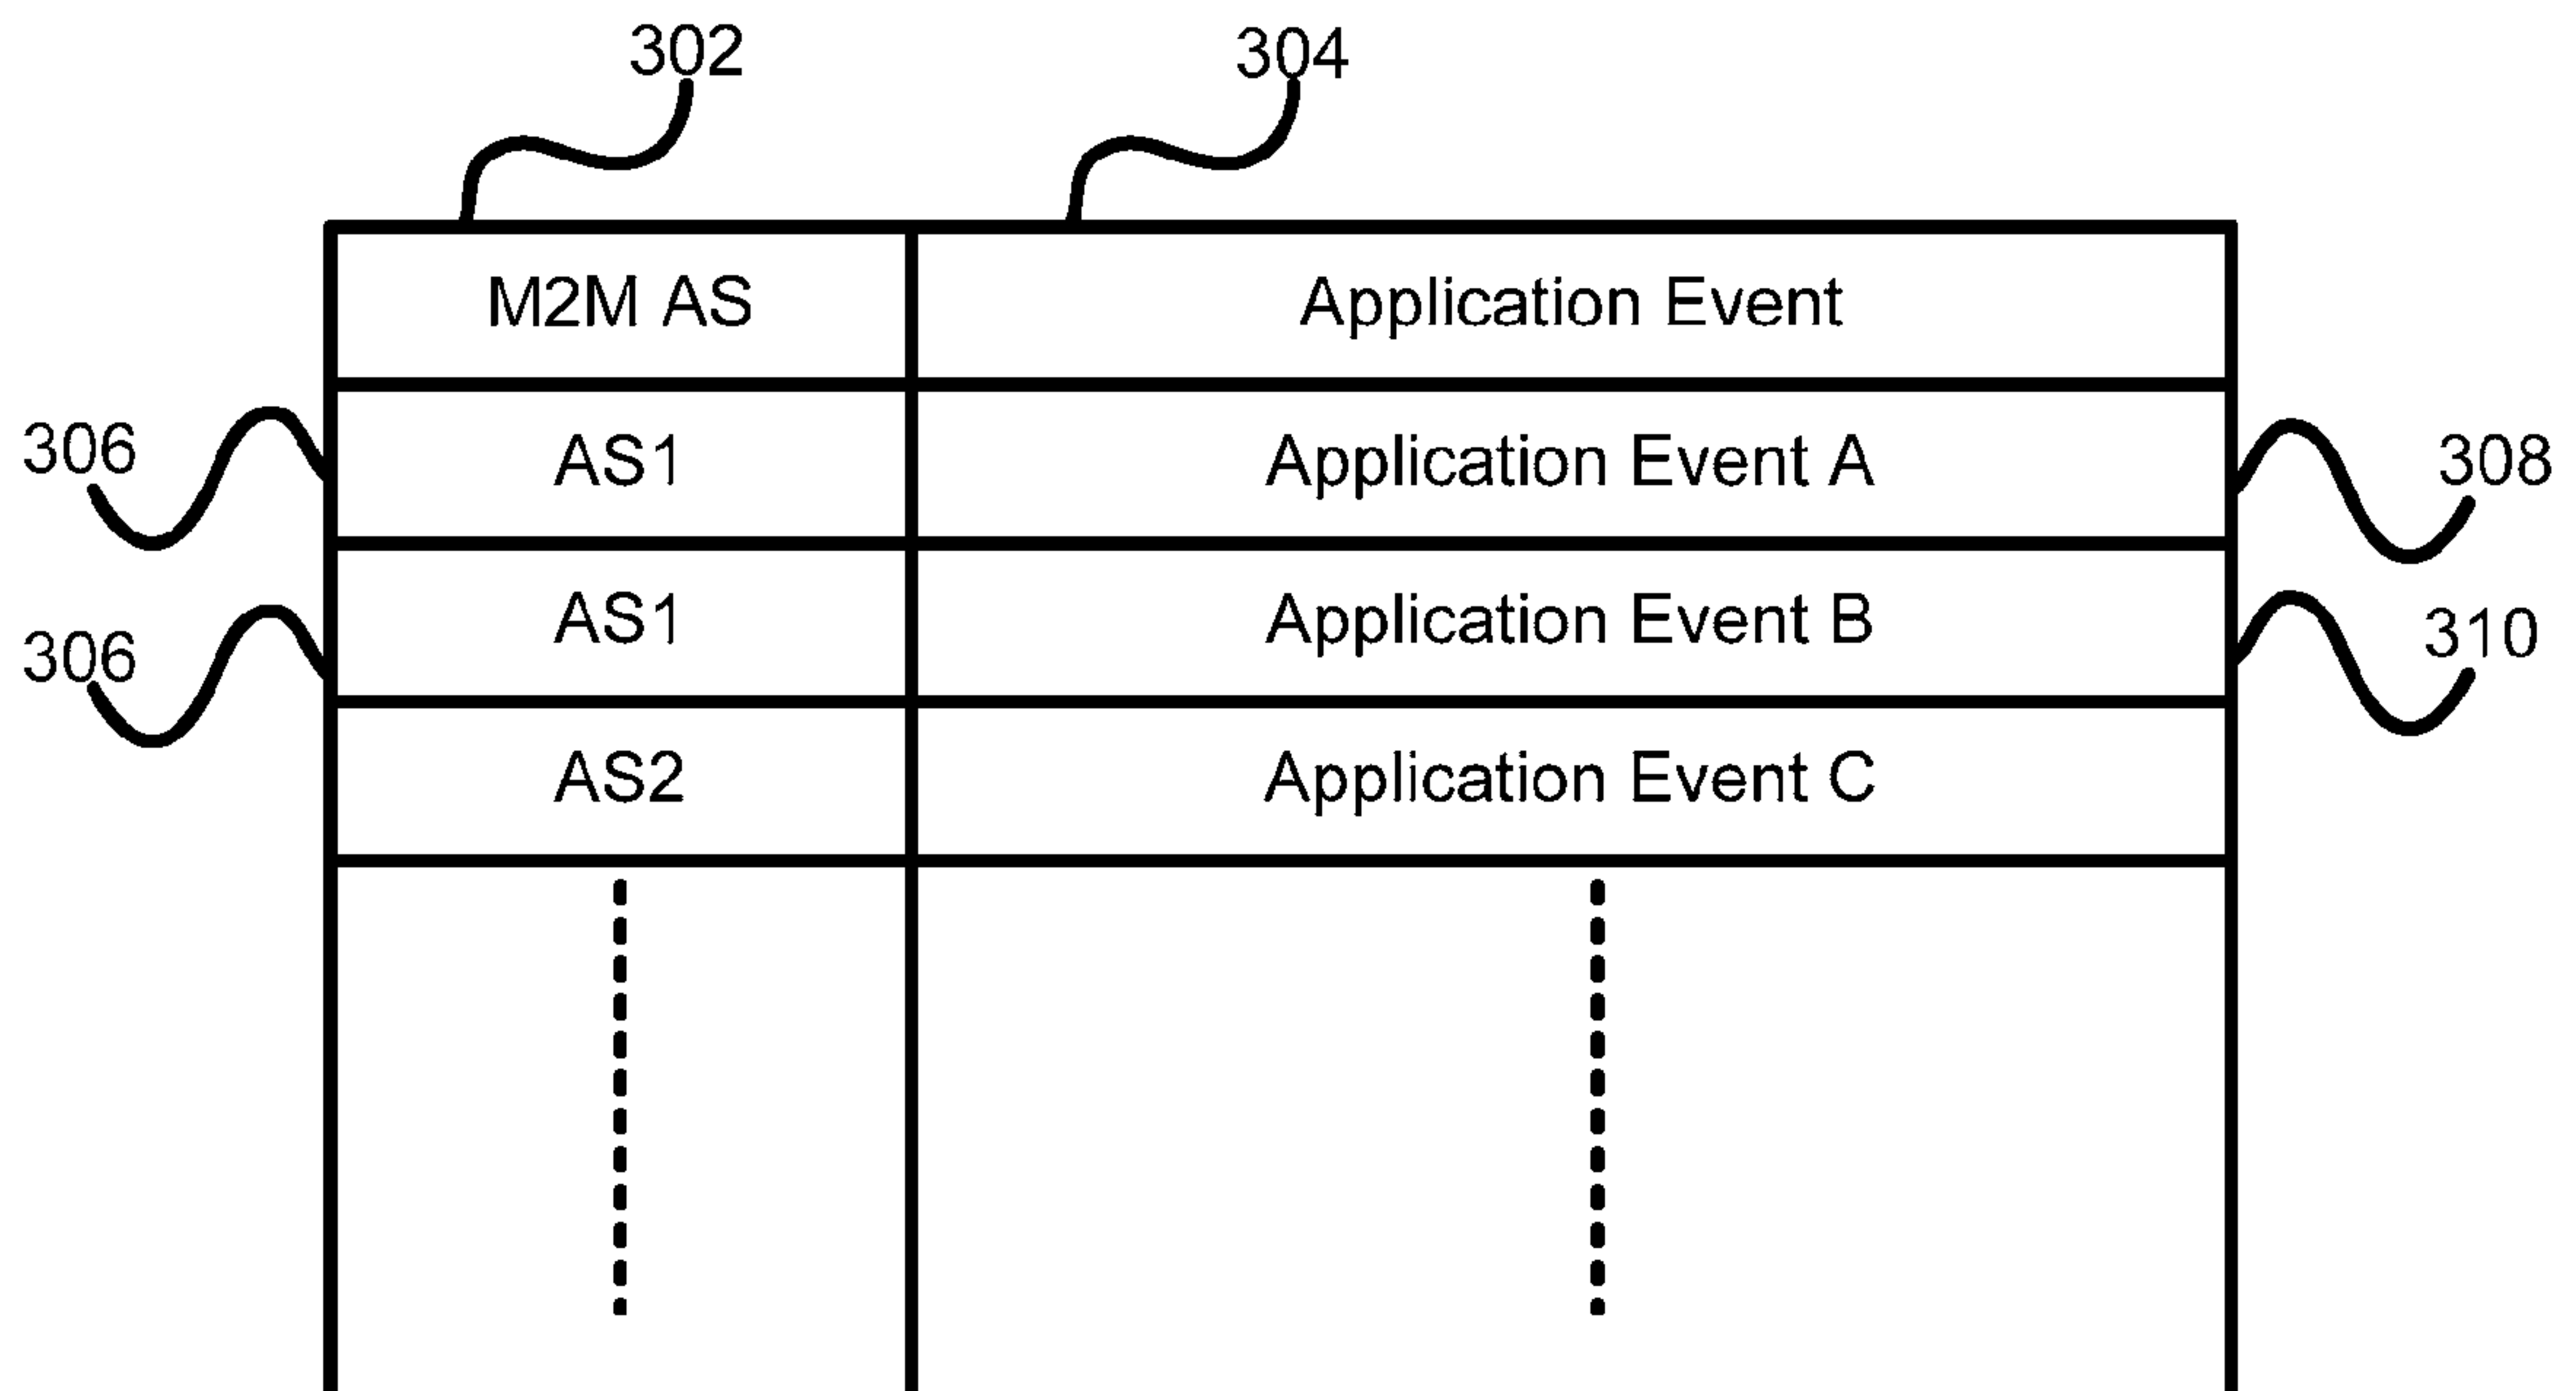 302 304
M2M AS Application Event
306 AS1 Application Event A 308
306 AS1 Application Event B 310
AS2 Application Event C